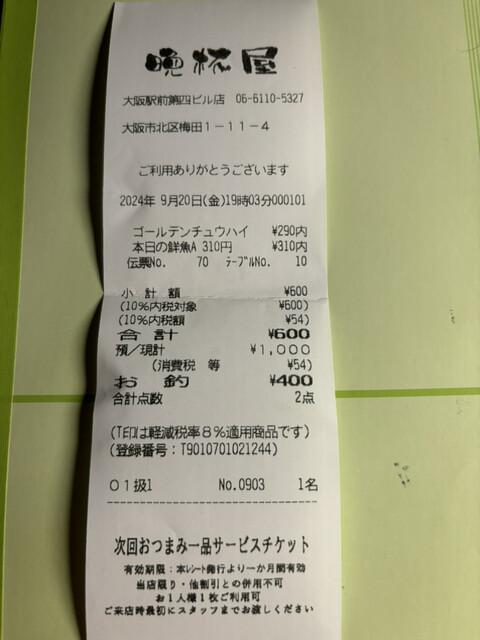 晩杯屋
大阪駅前第四ビル店 06-6110-5327
大阪市北区梅田1-11-4
ご利用ありがとうございます
2024年 9月20日(金)19時03分000101
ゴールデンチュウハイ ¥290内
本日の鮮魚A 310円 ¥310内
伝票No. 70 テーブルNo. 10
小計額 ¥600
(10%内税対象 ¥600)
(10%内税額 ¥54)
合計 ¥600
預/現計 ¥1,000
(消費税 等 ¥54)
お釣 ¥400
合計点数 2点
(TE印は軽減税率8%適用商品です)
(登録番号:T9010701021244)
01扱1 No.0903 1名
次回おつまみ一品サービスチケット
有効期限:本レシート発行より一か月間有効
当店限り・他割引との併用不可
お1人様1枚ご利用可
ご来店時最初にスタッフまでお渡しください